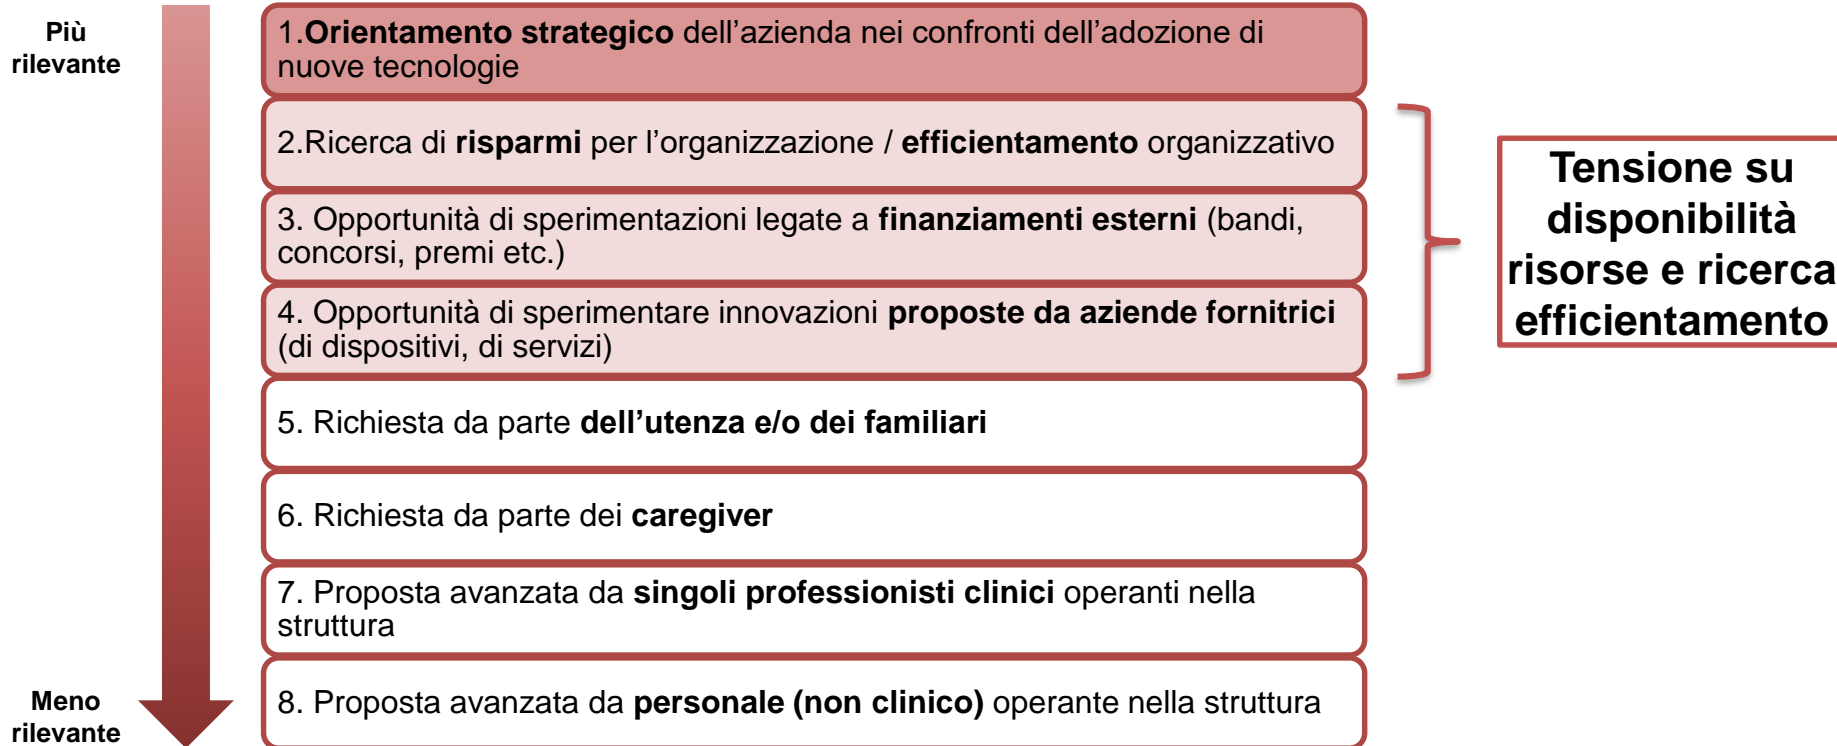 Più
rilevante
1.Orientamento strategico dell’azienda nei confronti dell’adozione di
nuove tecnologie
2.Ricerca di risparmi per l’organizzazione / efficientamento organizzativo
3. Opportunità di sperimentazioni legate a finanziamenti esterni (bandi,
concorsi, premi etc.)
4. Opportunità di sperimentare innovazioni proposte da aziende fornitrici
(di dispositivi, di servizi)
5. Richiesta da parte dell’utenza e/o dei familiari
6. Richiesta da parte dei caregiver
7. Proposta avanzata da singoli professionisti clinici operanti nella
struttura
8. Proposta avanzata da personale (non clinico) operante nella struttura
Meno
rilevante
Tensione su
disponibilità
risorse e ricerca
efficientamento